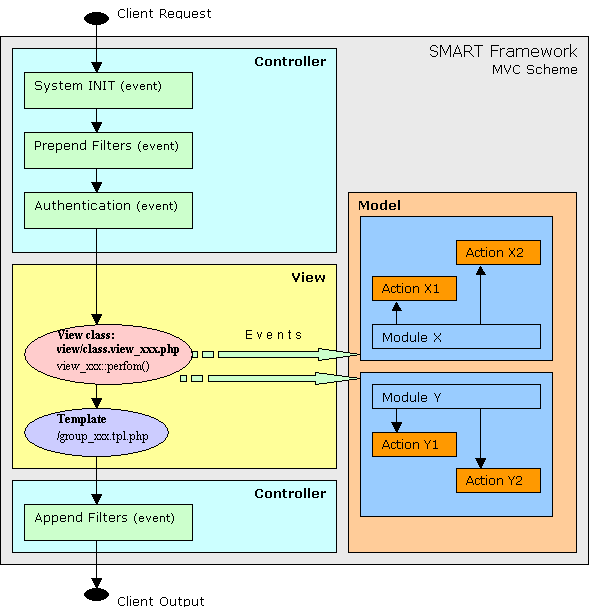 Client Request
SMART Framework
MVC Scheme
Controller
System INIT (event)
Prepend Filters (event)
Authentication (event)
Model
Action X2
Action X1
Module X
View
Events
View class:
view/class.view_xxx.php
view_xxx::perfom()
Module Y
Action Y1
Action Y2
Template
/group_xxx.tpl.php
Controller
Append Filters (event)
Client Output